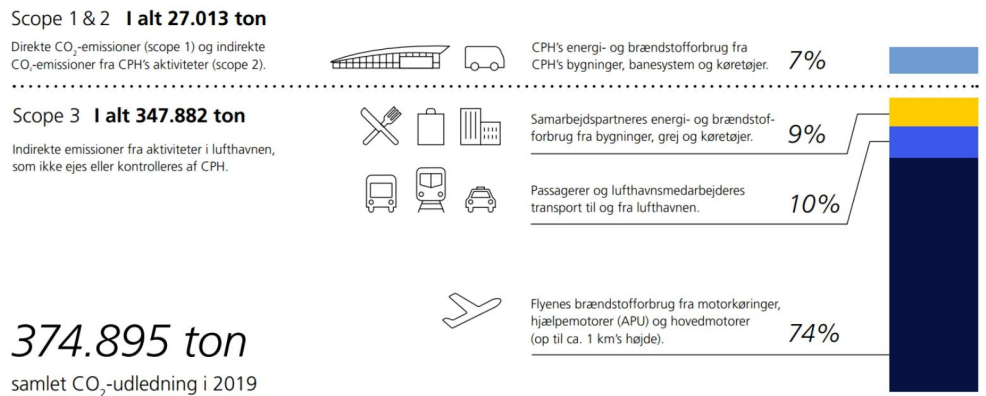 Scope 1 & 2 I alt 27.013 ton
Direkte CO₂-emissioner (scope 1) og indirekte
CO₂-emissioner fra CPH's aktiviteter (scope 2).
CPH's energi- og brændstofforbrug fra
CPH's bygninger, banesystem og køretøjer.
7%
Scope 3 I alt 347.882 ton
Indirekte emissioner fra aktiviteter i lufthavnen,
som ikke ejes eller kontrolleres af CPH.
Samarbejdspartneres energi- og brændstof-
forbrug fra bygninger, grej og køretøjer.
9%
Passagerer og lufthavnsmedarbejderes
transport til og fra lufthavnen.
10%
Flyenes brændstofforbrug fra motorkøringer,
hjælpemotorer (APU) og hovedmotorer
(op til ca. 1 km's højde).
74%
374.895 ton
samlet CO₂-udledning i 2019